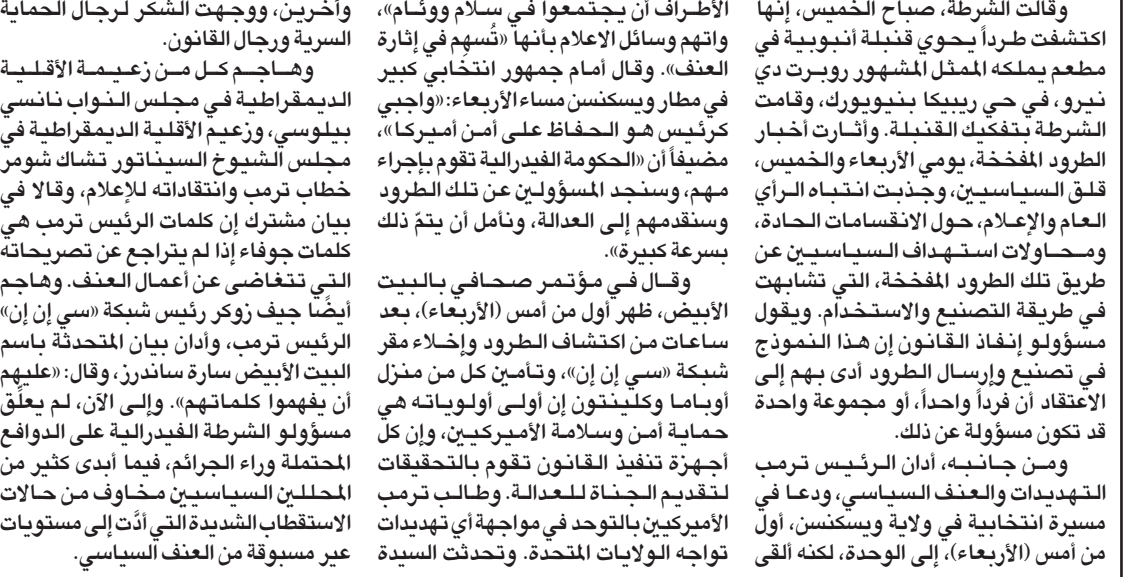 وقالت الشرطة، صباح الخميس، إنها
اكتشفت طرداً يحوي قنبلة أنبوبية في
مطعم يملكه الممثل المشهور روبرت دي
نيرو، في حي ريبيكا بنيويورك، وقامت
الشرطة بتفكيك القنبلة. وأثارت أخبار
الطرود المفخخة، يومي الأربعاء والخميس،
قلق السياسيين، وجذبت انتباه الرأي
العام والإعلام، حول الانقسامات الحادة،
ومحاولات استهداف السياسيين عن
طريق تلك الطرود المفخخة، التي تشابهت
في طريقة التصنيع والاستخدام. ويقول
مسؤولو إنفاذ القانون إن هذا النموذج
في تصنيع وإرسال الطرود أدى بهم إلى
الاعتقاد أن فرداً واحداً، أو مجموعة واحدة
قد تكون مسؤولة عن ذلك.
ومن جانبه، أدان الرئيس ترمب
التهديدات والعنف السياسي، ودعا في
مسيرة انتخابية في ولاية ويسكنسن، أول
من أمس (الأربعاء)، إلى الوحدة، لكنه ألقى
الأطراف أن يجتمعوا في سلام ووئام»،
واتهم وسائل الاعلام بأنها «تُسهِم في إثارة
العنف». وقال أمام جمهور انتخابي كبير
في مطار ويسكنسن مساء الأربعاء: «واجبي
كرئيس هو الحفاظ على أمن أميركا»،
مضيفاً أن «الحكومة الفيدرالية تقوم بإجراء
مهم، وسنجد المسؤولين عن تلك الطرود
وسنقدمهم إلى العدالة، ونأمل أن يتمّ ذلك
بسرعة كبيرة».
وقال في مؤتمر صحافي بالبيت
الأبيض، ظهر أول من أمس (الأربعاء)، بعد
ساعات من اكتشاف الطرود وإخلاء مقر
شبكة «سي إن إن»، وتأمين كل من منزل
أوباما وكلينتون إن أولى أولوياته هي
حماية أمن وسلامة الأميركيين، وإن كل
أجهزة تنفيذ القانون تقوم بالتحقيقات
لتقديم الجناة للعدالة. وطالب ترمب
الأميركيين بالتوحد في مواجهة أي تهديدات
تواجه الولايات المتحدة. وتحدثت السيدة
وآخرين، ووجهت الشكر لرجال الحماية
السرية ورجال القانون.
وهاجم كل من زعيمة الأقلية
الديمقراطية في مجلس النواب نانسي
بيلوسي، وزعيم الأقلية الديمقراطية في
مجلس الشيوخ السيناتور تشاك شومر
خطاب ترمب وانتقاداته للإعلام، وقالا في
بيان مشترك إن كلمات الرئيس ترمب هي
كلمات جوفاء إذا لم يتراجع عن تصريحاته
التي تتغاضى عن أعمال العنف. وهاجم
أيضًا جيف زوكر رئيس شبكة «سي إن إن»
الرئيس ترمب، وأدان بيان المتحدثة باسم
البيت الأبيض سارة ساندرز، وقال: «عليهم
أن يفهموا كلماتهم». وإلى الآن، لم يعلِّق
مسؤولو الشرطة الفيدرالية على الدوافع
المحتملة وراء الجرائم، فيما أبدى كثير من
المحللين السياسيين مخاوف من حالات
الاستقطاب الشديدة التي أدَّت إلى مستويات
عير مسبوقة من العنف السياسي.